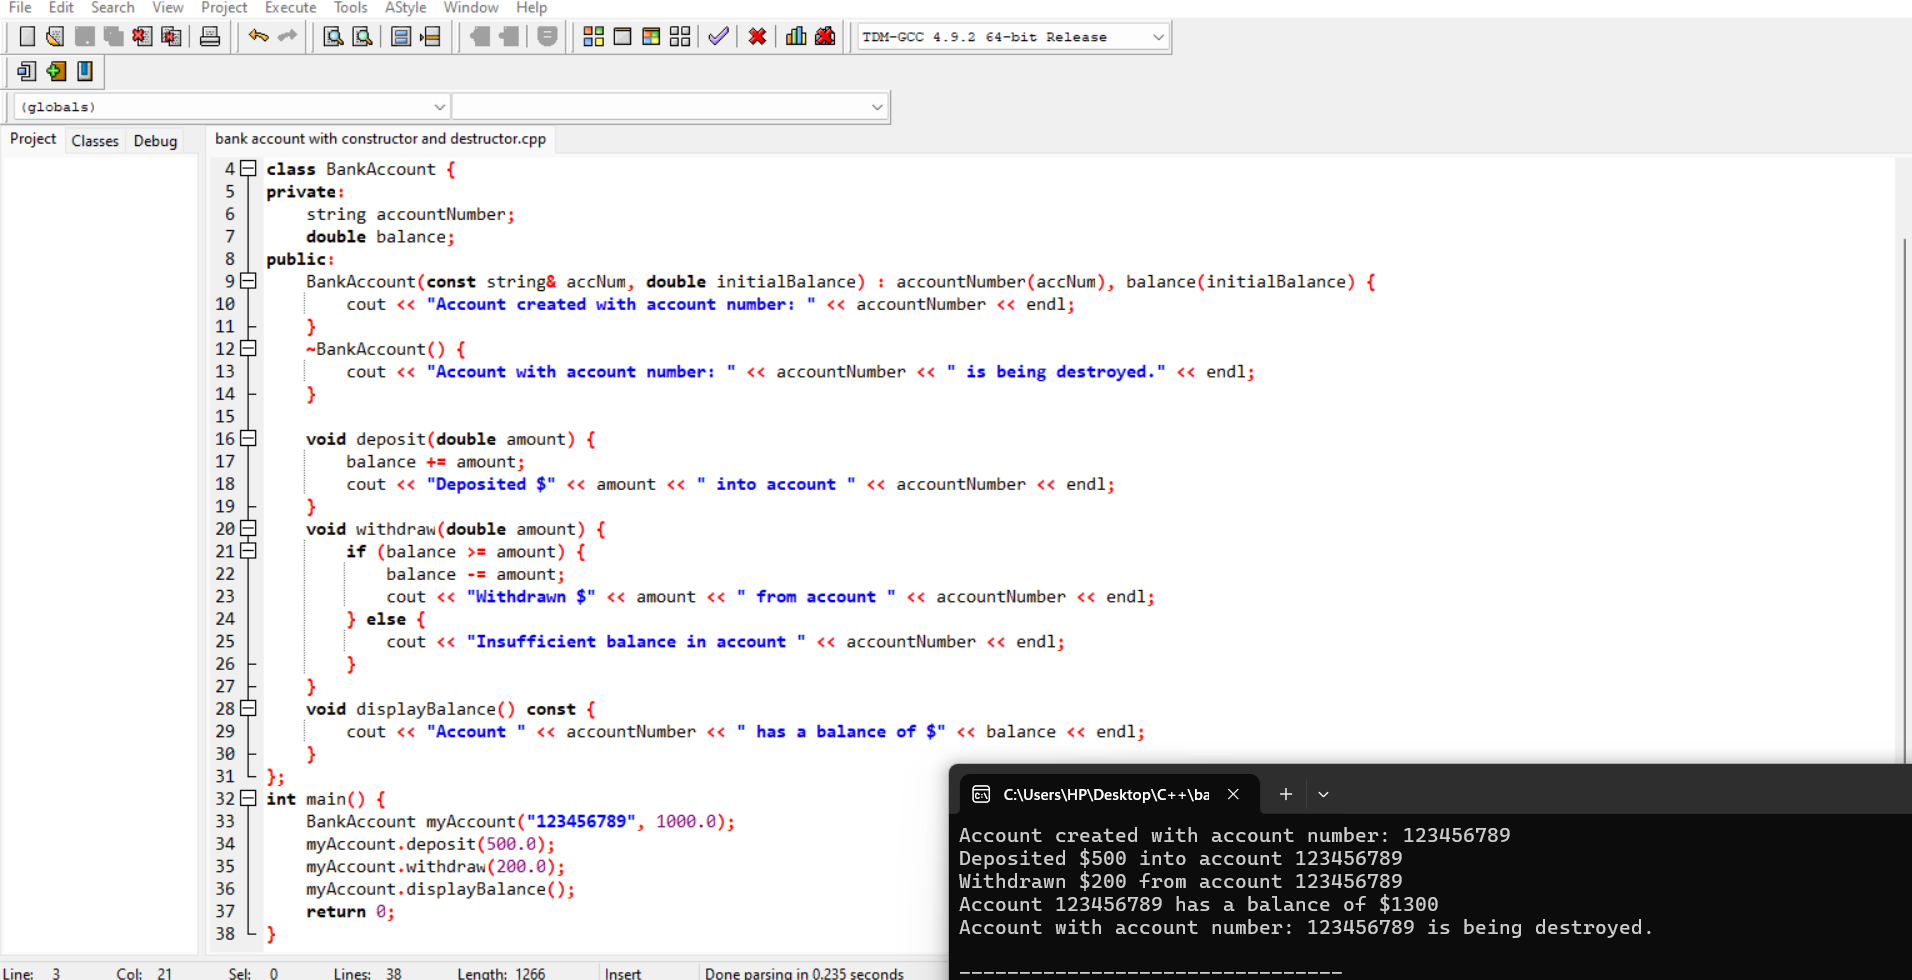 File Edit Search View Project Execute Tools AStyle Window Help
TDM-GCC 4.9.2 64-bit Release
(globals)
Project Classes Debug
bank account with constructor and destructor.cpp
4 class BankAccount {
5 private:
6 string accountNumber;
7 double balance;
8 public:
9 BankAccount(const string& accNum, double initialBalance) : accountNumber(accNum), balance(initialBalance) {
10 cout << "Account created with account number: " << accountNumber << endl;
11 }
12 ~BankAccount() {
13 cout << "Account with account number: " << accountNumber << " is being destroyed." << endl;
14 }
15
16 void deposit(double amount) {
17 balance += amount;
18 cout << "Deposited $" << amount << " into account " << accountNumber << endl;
19 }
20 void withdraw(double amount) {
21 if (balance >= amount) {
22 balance -= amount;
23 cout << "Withdrawn $" << amount << " from account " << accountNumber << endl;
24 } else {
25 cout << "Insufficient balance in account " << accountNumber << endl;
26 }
27 }
28 void displayBalance() const {
29 cout << "Account " << accountNumber << " has a balance of $" << balance << endl;
30 }
31 };
32 int main() {
33 BankAccount myAccount("123456789", 1000.0);
34 myAccount.deposit(500.0);
35 myAccount.withdraw(200.0);
36 myAccount.displayBalance();
37 return 0;
38 }
C:\Users\HP\Desktop\C++\ba
Account created with account number: 123456789
Deposited $500 into account 123456789
Withdrawn $200 from account 123456789
Account 123456789 has a balance of $1300
Account with account number: 123456789 is being destroyed.
--------------------------------
Line: 3 Col: 21 Sel: 0 Lines: 38 Length: 1266 Insert Done parsing in 0.235 seconds